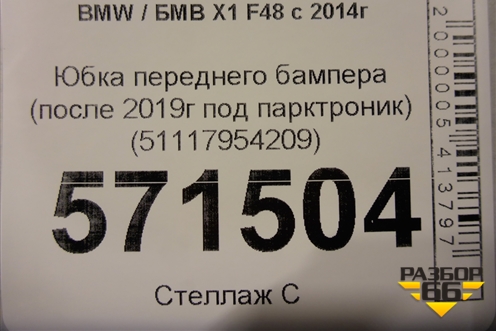 BMW / БМВ X1 F48 с 2014г
Юбка переднего бампера
(после 2019г под парктроник)
(51117954209)
571504
Стеллаж С
2000005413797
РАЗБОР
66